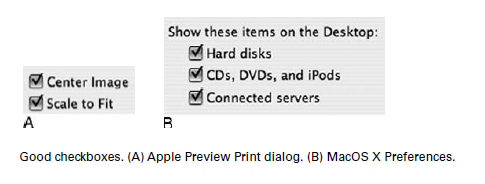 Center Image
Scale to Fit
A
Show these items on the Desktop:
Hard disks
CDs, DVDs, and iPods
Connected servers
B
Good checkboxes. (A) Apple Preview Print dialog. (B) MacOS X Preferences.